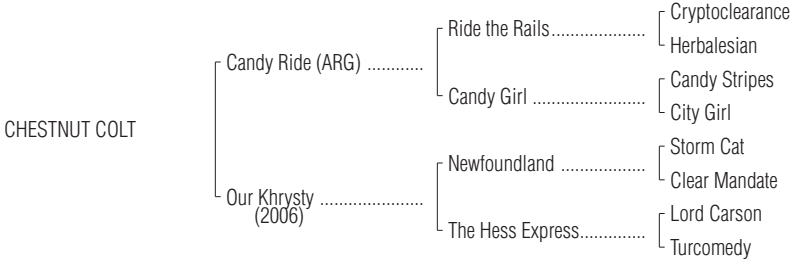 Cryptoclearance
Ride the Rails.....................
Herbalesian
Candy Ride (ARG) ............
Candy Stripes
Candy Girl .........................
City Girl
CHESTNUT COLT
Storm Cat
Newfoundland ...................
Clear Mandate
Our Khrysty .......................
(2006)
Lord Carson
The Hess Express..............
Turcomedy